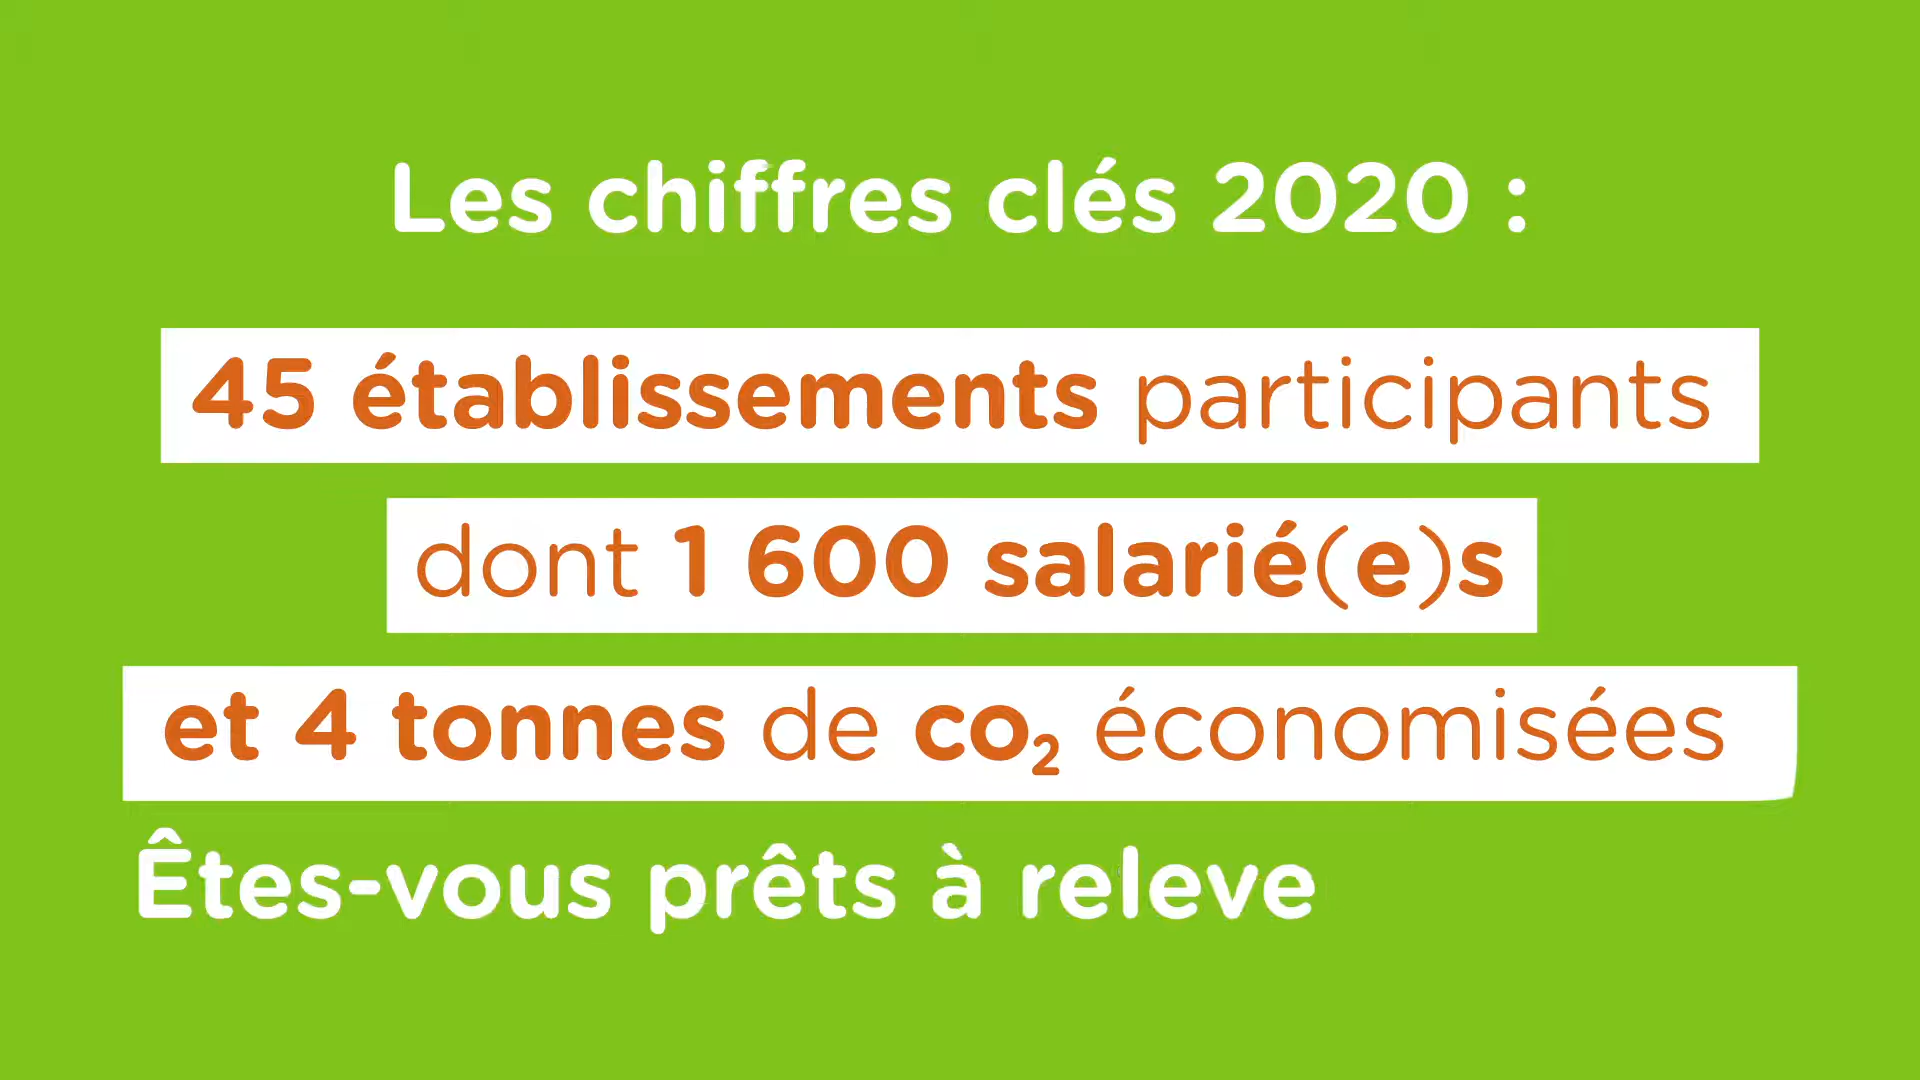 Les chiffres clés 2020 :
45 établissements participants
dont 1 600 salarié(e)s
et 4 tonnes de co₂ économisées
Êtes-vous prêts à releve